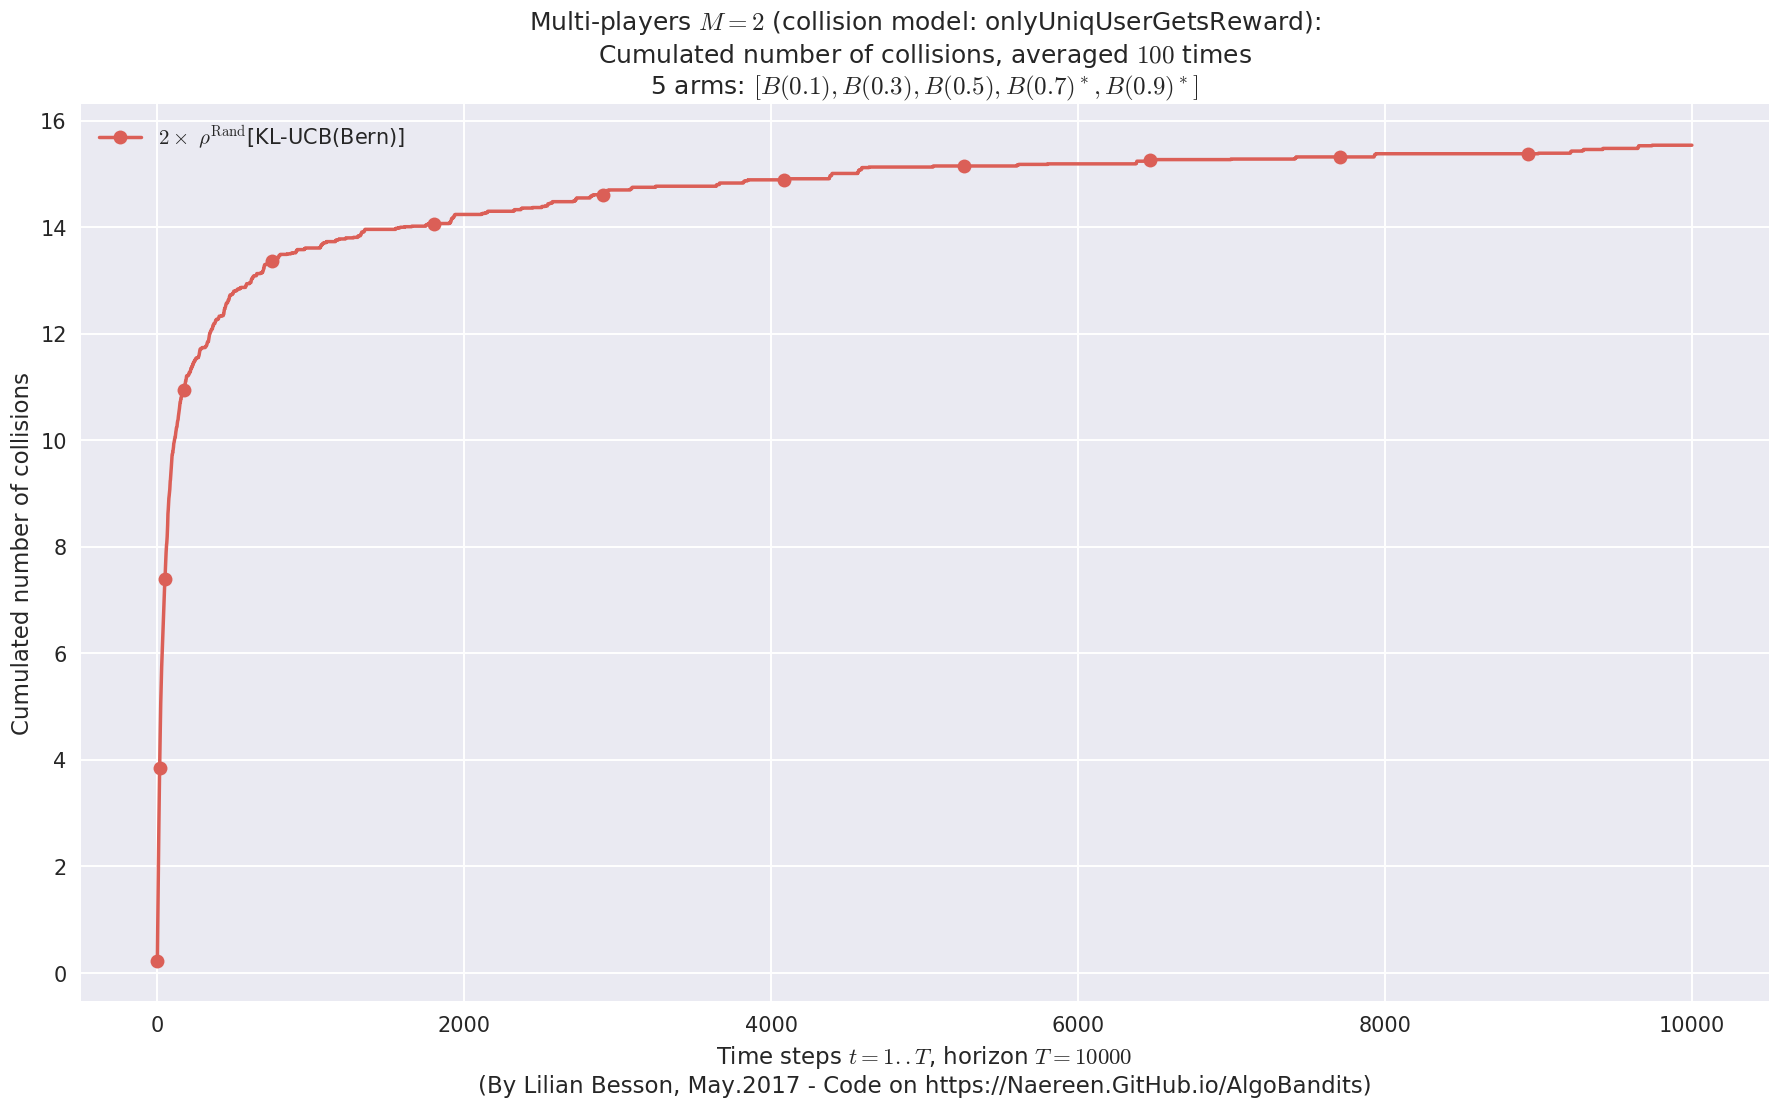 Multi-players M = 2 (collision model: onlyUniqUserGetsReward):
Cumulated number of collisions, averaged 100 times
5 arms: [B(0.1), B(0.3), B(0.5), B(0.7)*, B(0.9)*]
2× ρ^Rand[KL-UCB(Bern)]
Cumulated number of collisions
16
14
12
10
8
6
4
2
0
0 2000 4000 6000 8000 10000
Time steps t = 1..T, horizon T = 10000
(By Lilian Besson, May.2017 - Code on https://Naereen.GitHub.io/AlgoBandits)